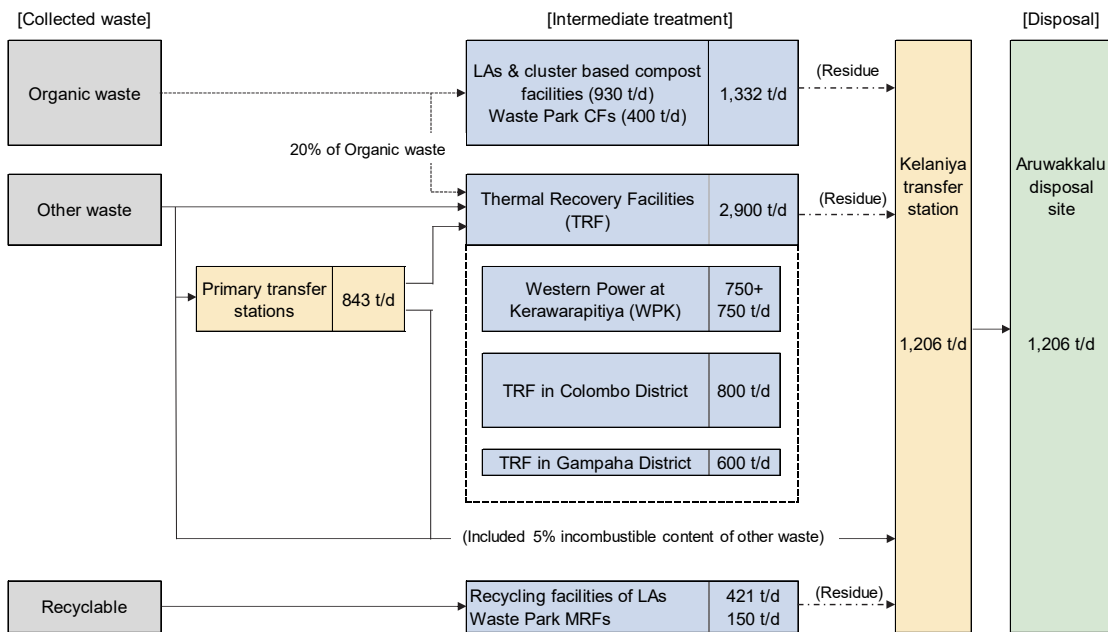 [Collected waste]
[Intermediate treatment]
[Disposal]
Organic waste
LAs & cluster based compost
facilities (930 t/d)
Waste Park CFs (400 t/d)
1,332 t/d
(Residue
20% of Organic waste
Other waste
Thermal Recovery Facilities
(TRF)
2,900 t/d
(Residue)
Kelaniya
transfer
station
Aruwakkalu
disposal
site
Primary transfer
stations
843 t/d
Western Power at
Kerawarapitiya (WPK)
750+
750 t/d
1,206 t/d
1,206 t/d
TRF in Colombo District
800 t/d
TRF in Gampaha District
600 t/d
(Included 5% incombustible content of other waste)
Recyclable
Recycling facilities of LAs
Waste Park MRFs
421 t/d
150 t/d
(Residue)